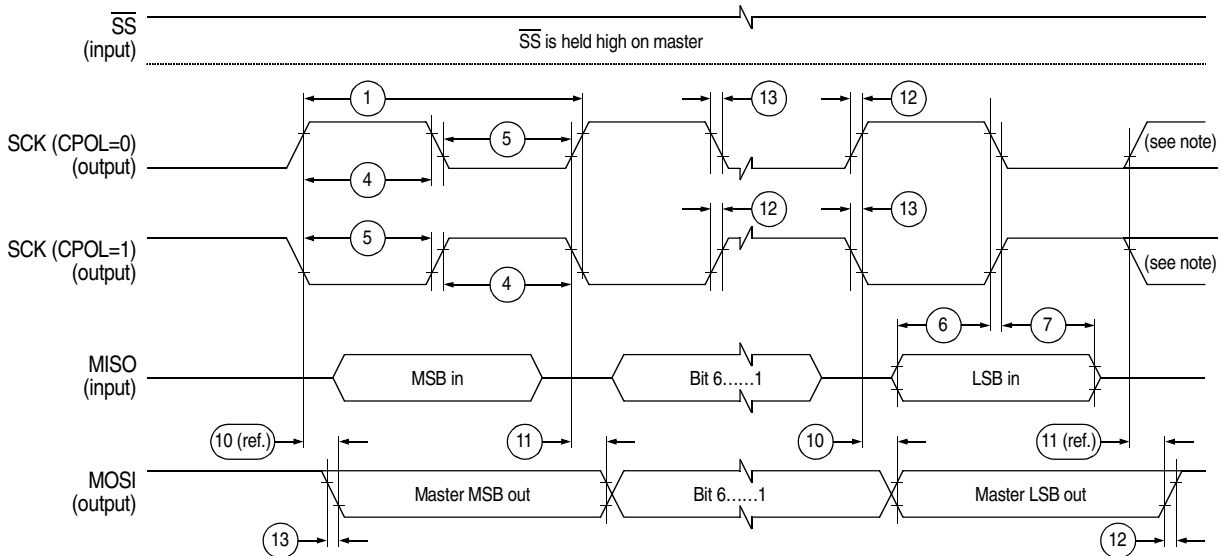 SS
(input)
SS is held high on master
1
13
12
SCK (CPOL=0)
(output)
5
(see note)
4
12
13
SCK (CPOL=1)
(output)
5
(see note)
4
6
7
MISO
(input)
MSB in
Bit 6......1
LSB in
10 (ref.)
11
10
11 (ref.)
MOSI
(output)
Master MSB out
Bit 6......1
Master LSB out
13
12